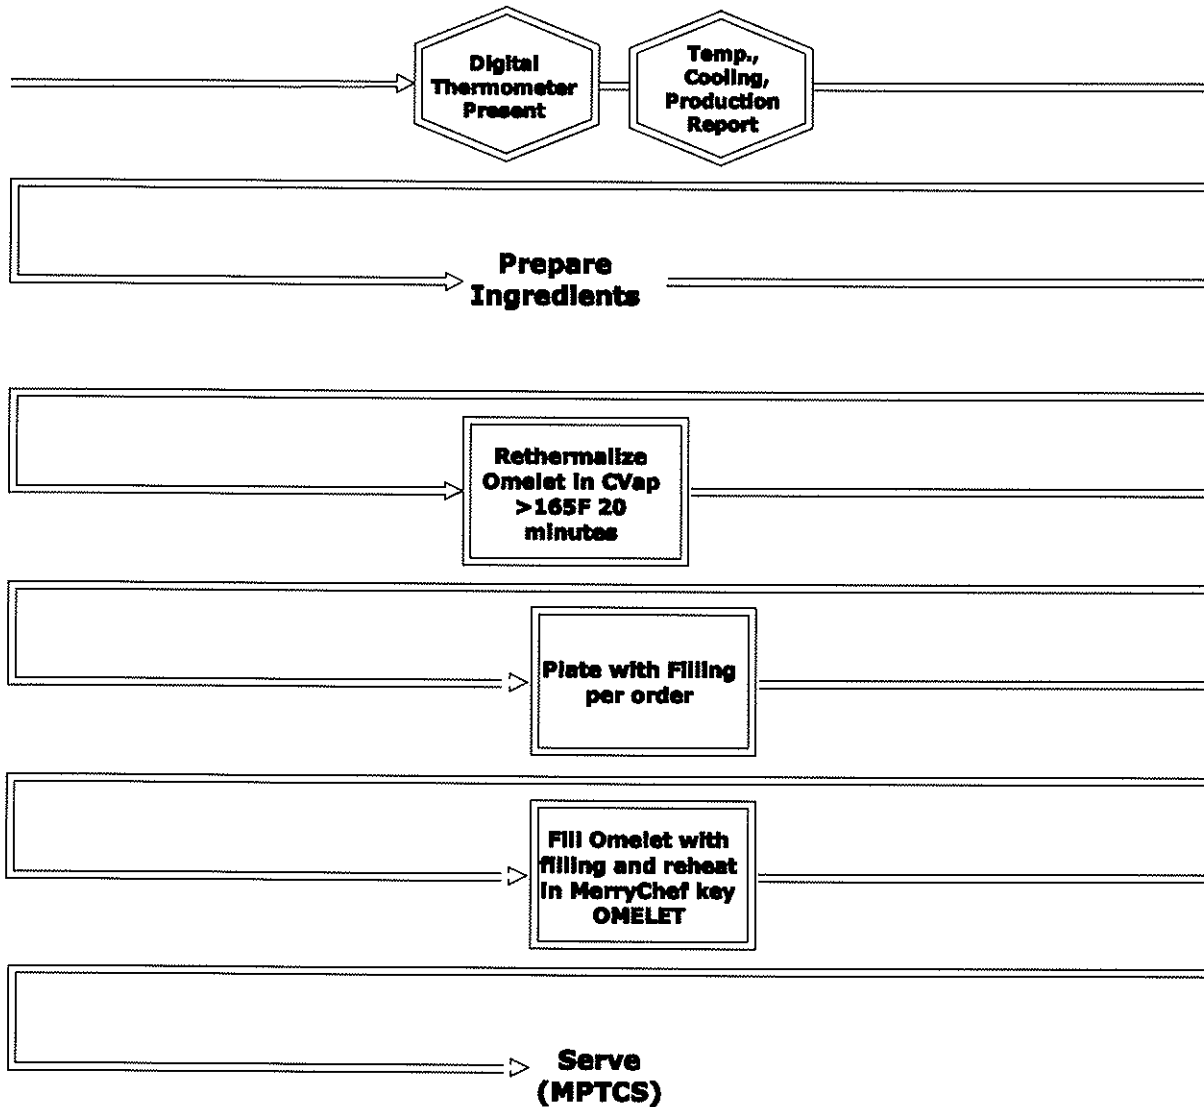 Digital
Thermometer
Present
Temp.,
Cooling,
Production
Report
Prepare
Ingredients
Rethermalize
Omelet in CVap
>165F 20
minutes
Plate with Filling
per order
Fill Omelet with
filling and reheat
in MerryChef key
OMELET
Serve
(MPTCS)